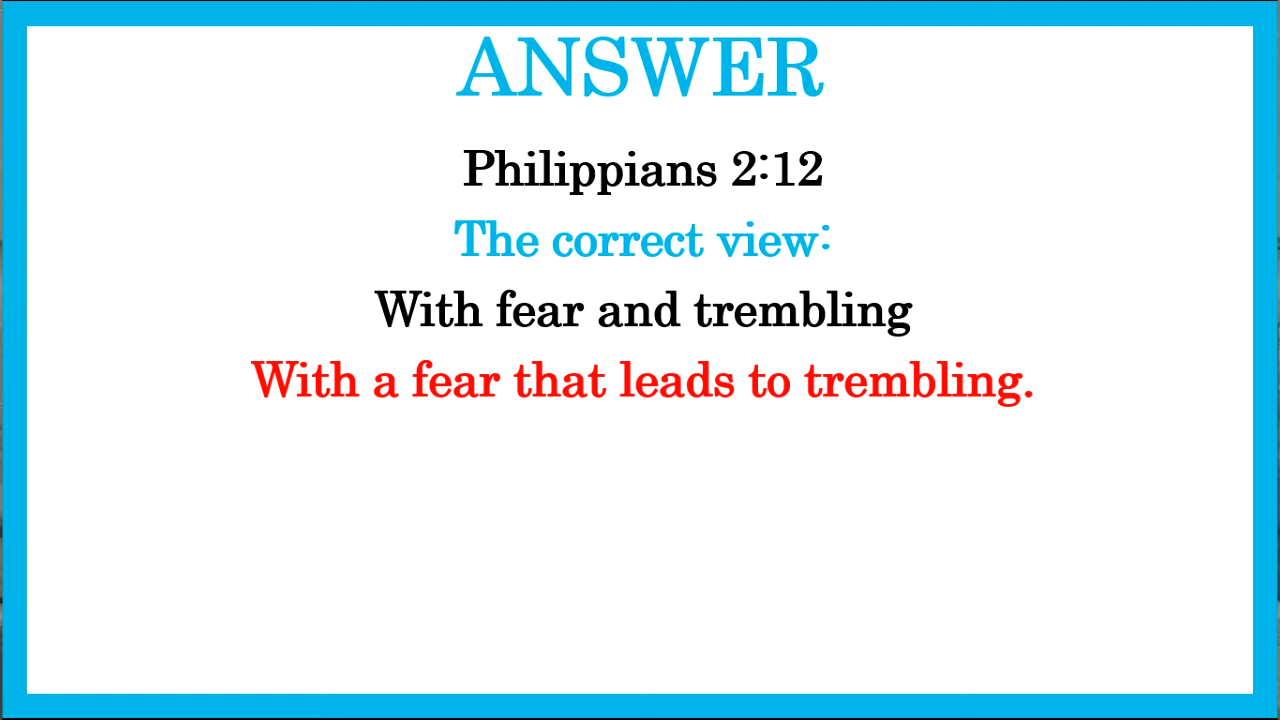 ANSWER
Philippians 2:12
The correct view:
With fear and trembling
With a fear that leads to trembling.